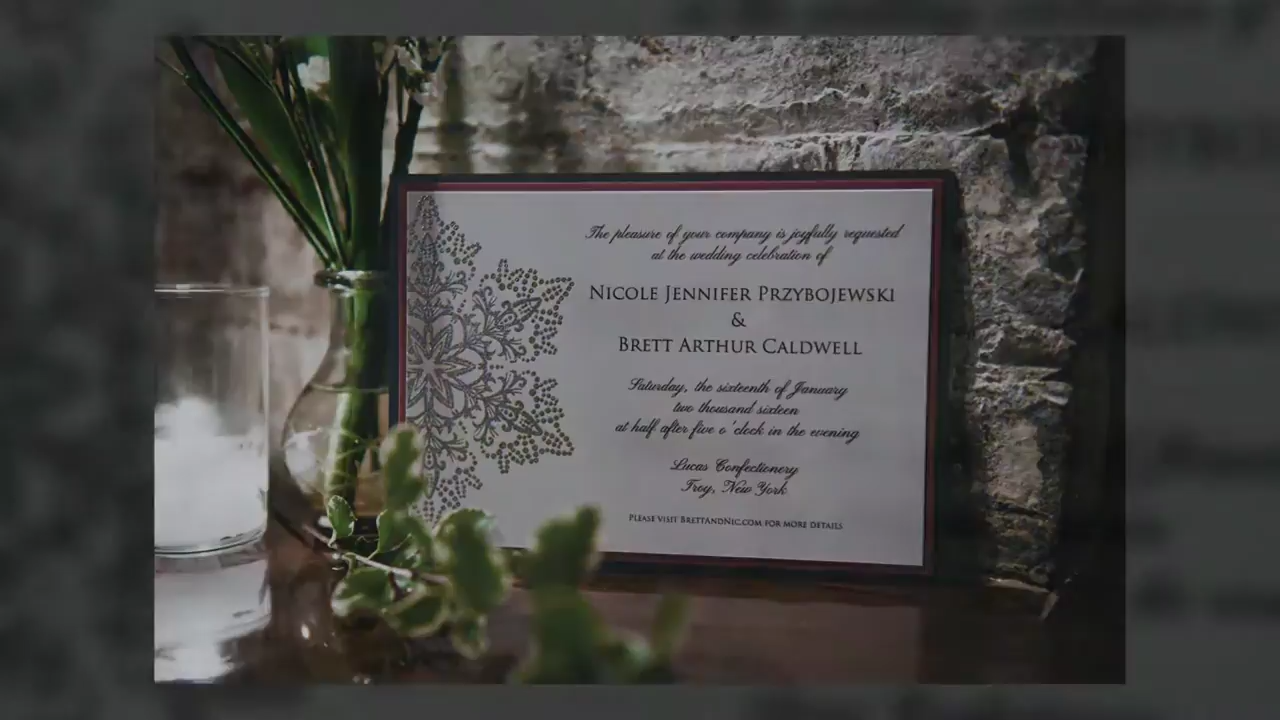 The pleasure of your company is joyfully requested
at the wedding celebration of
NICOLE JENNIFER PRZYBOJEWSKI
&
BRETT ARTHUR CALDWELL
Saturday, the sixteenth of January
two thousand sixteen
at half after five o'clock in the evening
Lucas Confectionery
Troy, New York
PLEASE VISIT BRETTANDNIC.COM FOR MORE DETAILS